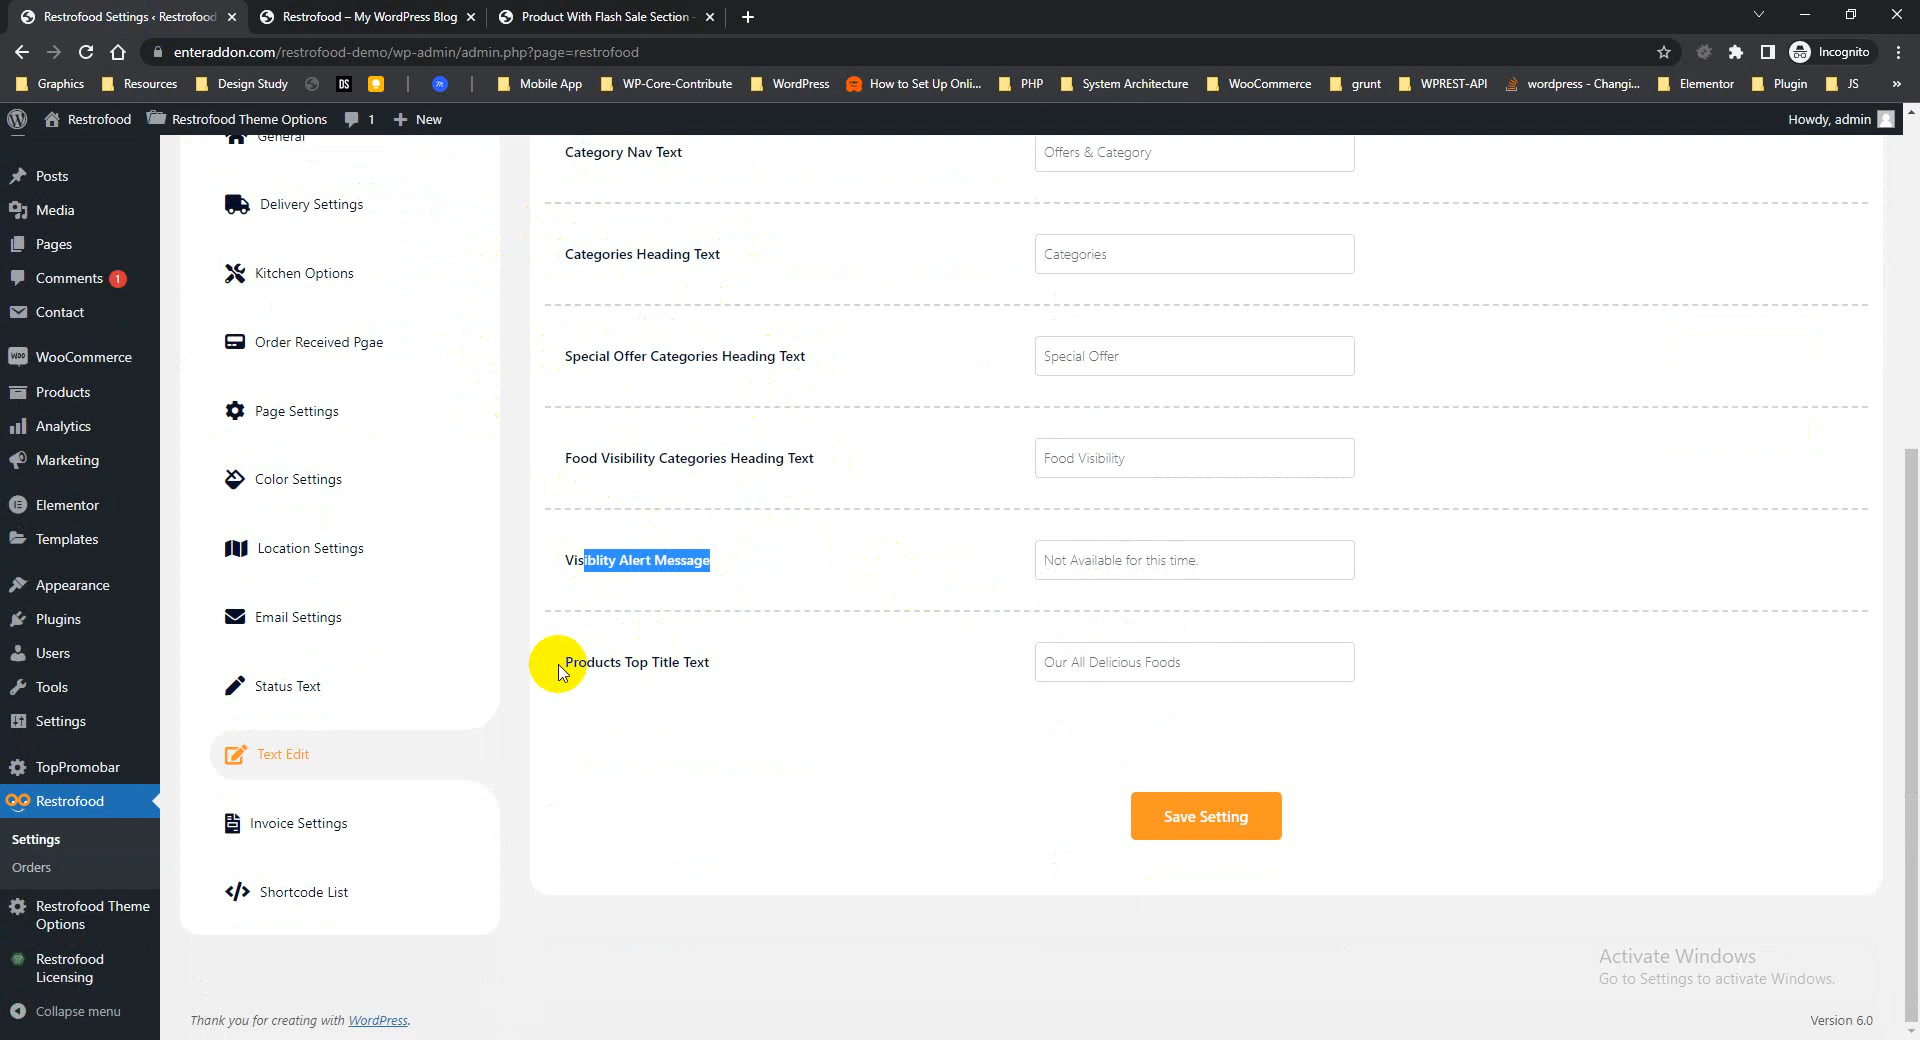 Restrofood Settings ‹ Restrofood
Restrofood – My WordPress Blog
Product With Flash Sale Section -
enteraddon.com/restrofood-demo/wp-admin/admin.php?page=restrofood
Incognito
Graphics
Resources
Design Study
DS
Mobile App
WP-Core-Contribute
WordPress
How to Set Up Onli...
PHP
System Architecture
WooCommerce
grunt
WPREST-API
wordpress - Changi...
Elementor
Plugin
JS
»
Restrofood
Restrofood Theme Options
1
New
Howdy, admin
Posts
Media
Pages
Comments 1
Contact
WooCommerce
Products
Analytics
Marketing
Elementor
Templates
Appearance
Plugins
Users
Tools
Settings
TopPromobar
Restrofood
Settings
Orders
Restrofood Theme
Options
Restrofood
Licensing
Collapse menu
General
Delivery Settings
Kitchen Options
Order Received Pgae
Page Settings
Color Settings
Location Settings
Email Settings
Status Text
Text Edit
Invoice Settings
Shortcode List
Category Nav Text
Offers & Category
Categories Heading Text
Categories
Special Offer Categories Heading Text
Special Offer
Food Visibility Categories Heading Text
Food Visibility
Visiblity Alert Message
Not Available for this time.
Products Top Title Text
Our All Delicious Foods
Save Setting
Activate Windows
Go to Settings to activate Windows.
Thank you for creating with WordPress.
Version 6.0